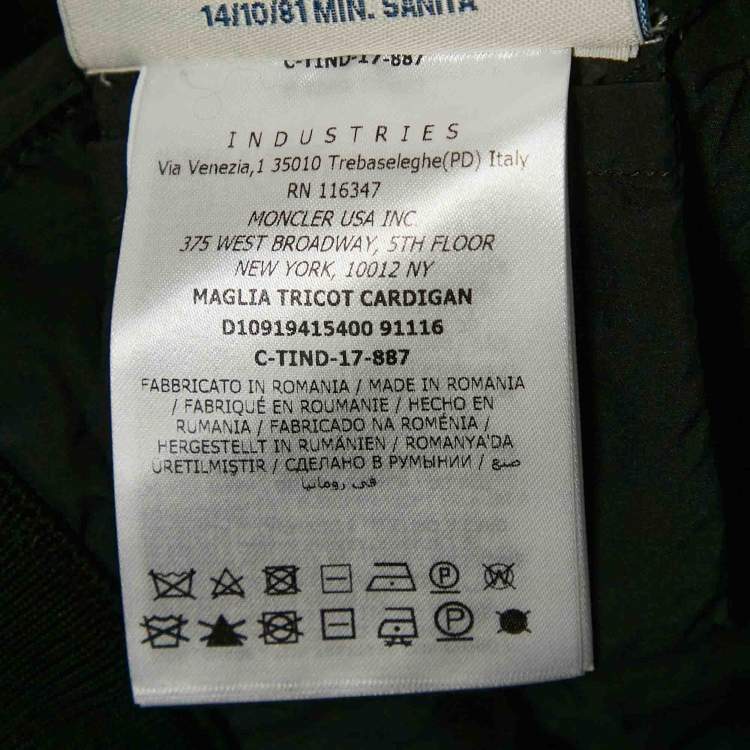 14/10/81 MIN. SANITA
C-TIND-17-887
INDUSTRIES
Via Venezia,1 35010 Trebaseleghe(PD) Italy
RN 116347
MONCLER USA INC.
375 WEST BROADWAY, 5TH FLOOR
NEW YORK, 10012 NY
MAGLIA TRICOT CARDIGAN
D10919415400 91116
C-TIND-17-887
FABBRICATO IN ROMANIA / MADE IN ROMANIA
/ FABRIQUÉ EN ROUMANIE / HECHO EN
RUMANIA / FABRICADO NA ROMÉNIA /
HERGESTELLT IN RUMÄNIEN / ROMANYA'DA
ÜRETILMIŞTIR / СДЕЛАНО В РУМЫНИИ / صنع
في رومانيا
P W
P